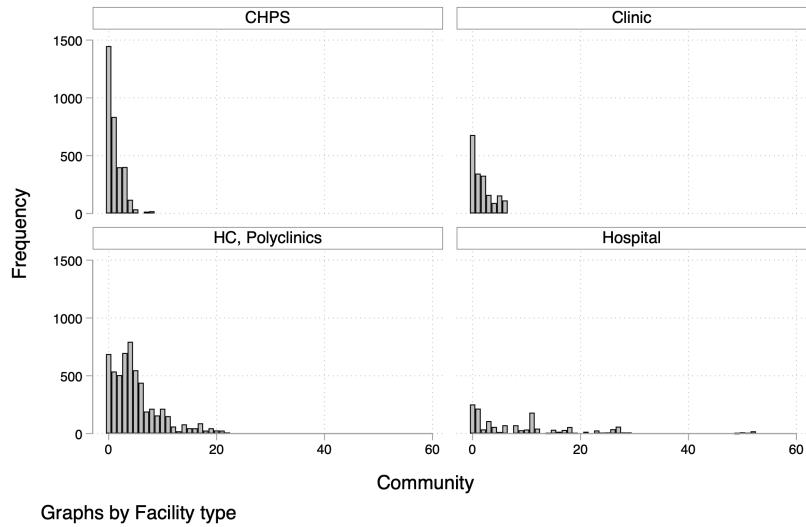 CHPS
Clinic
1500
1000
500
0
HC, Polyclinics
Hospital
1500
1000
500
0
0
20
40
60
0
20
40
60
Frequency
Community
Graphs by Facility type